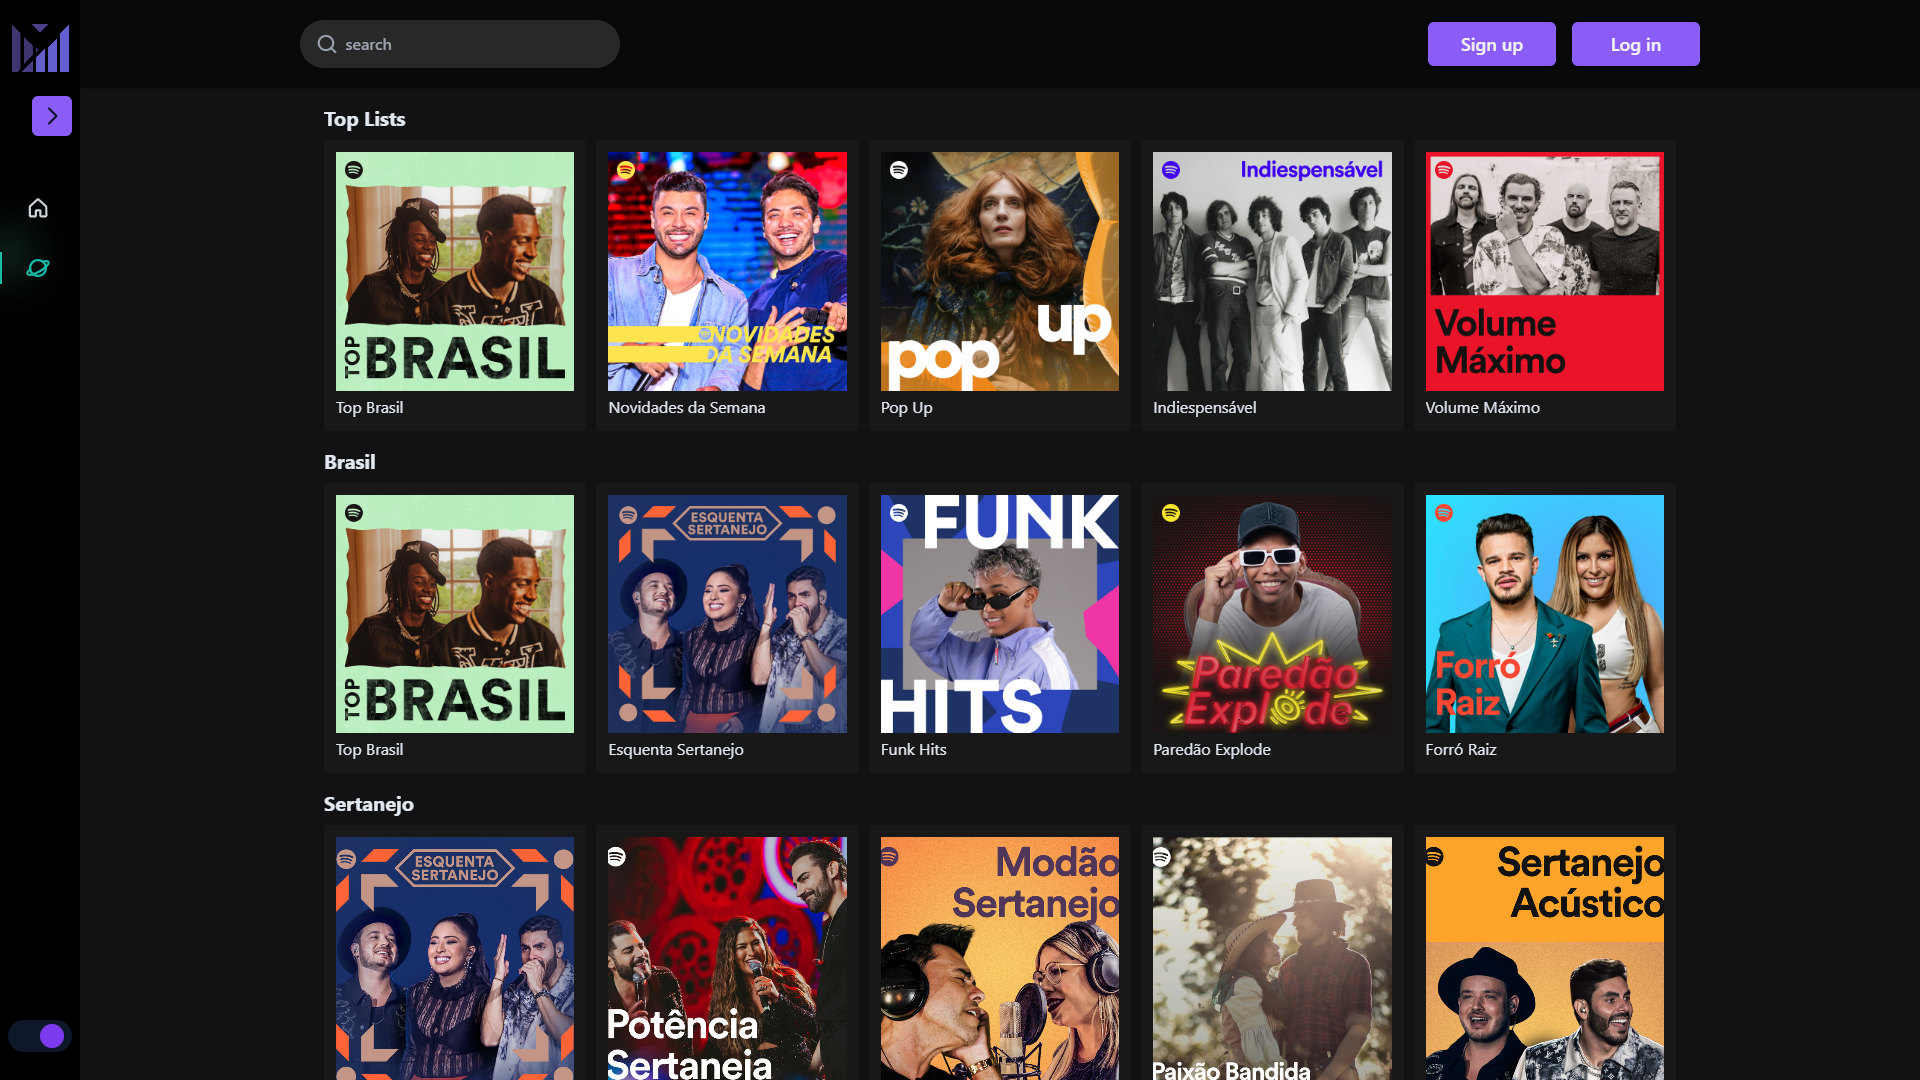 search
Sign up
Log in
Top Lists
TOP BRASIL
Top Brasil
NOVIDADES
DA SEMANA
Novidades da Semana
pop up
Pop Up
Indiespensável
Indiespensável
Volume
Máximo
Volume Máximo
Brasil
TOP BRASIL
Top Brasil
ESQUENTA
SERTANEJO
Esquenta Sertanejo
FUNK
HITS
Funk Hits
Paredão
Explode
Paredão Explode
Forró
Raiz
Forró Raiz
Sertanejo
ESQUENTA
SERTANEJO
Potência
Sertaneja
Modão
Sertanejo
Paixão Bandida
Sertanejo
Acústico